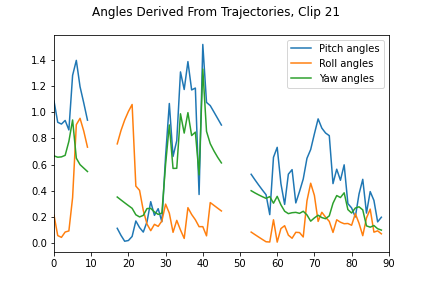 Angles Derived From Trajectories, Clip 21
Pitch angles
Roll angles
Yaw angles
1.4
1.2
1.0
0.8
0.6
0.4
0.2
0.0
0 10 20 30 40 50 60 70 80 90